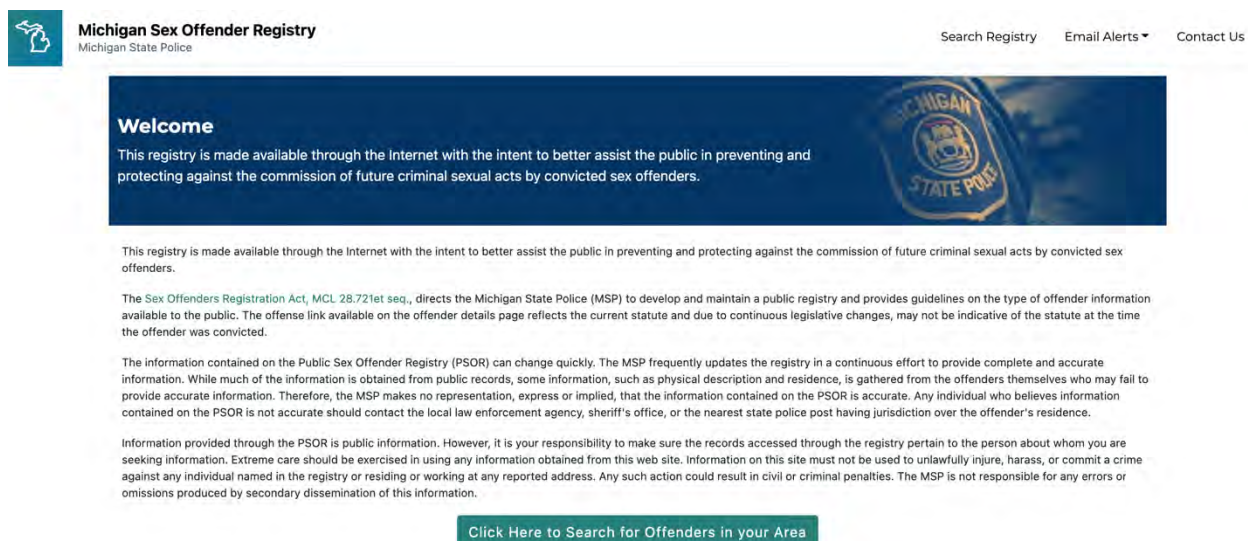 Michigan Sex Offender Registry
Michigan State Police
Search Registry Email Alerts Contact Us
Welcome
This registry is made available through the Internet with the intent to better assist the public in preventing and
protecting against the commission of future criminal sexual acts by convicted sex offenders.
MICHIGAN
STATE POLICE
This registry is made available through the Internet with the intent to better assist the public in preventing and protecting against the commission of future criminal sexual acts by convicted sex
offenders.
The Sex Offenders Registration Act, MCL 28.721et seq., directs the Michigan State Police (MSP) to develop and maintain a public registry and provides guidelines on the type of offender information
available to the public. The offense link available on the offender details page reflects the current statute and due to continuous legislative changes, may not be indicative of the statute at the time
the offender was convicted.
The information contained on the Public Sex Offender Registry (PSOR) can change quickly. The MSP frequently updates the registry in a continuous effort to provide complete and accurate
information. While much of the information is obtained from public records, some information, such as physical description and residence, is gathered from the offenders themselves who may fail to
provide accurate information. Therefore, the MSP makes no representation, express or implied, that the information contained on the PSOR is accurate. Any individual who believes information
contained on the PSOR is not accurate should contact the local law enforcement agency, sheriff's office, or the nearest state police post having jurisdiction over the offender's residence.
Information provided through the PSOR is public information. However, it is your responsibility to make sure the records accessed through the registry pertain to the person about whom you are
seeking information. Extreme care should be exercised in using any information obtained from this web site. Information on this site must not be used to unlawfully injure, harass, or commit a crime
against any individual named in the registry or residing or working at any reported address. Any such action could result in civil or criminal penalties. The MSP is not responsible for any errors or
omissions produced by secondary dissemination of this information.
Click Here to Search for Offenders in your Area